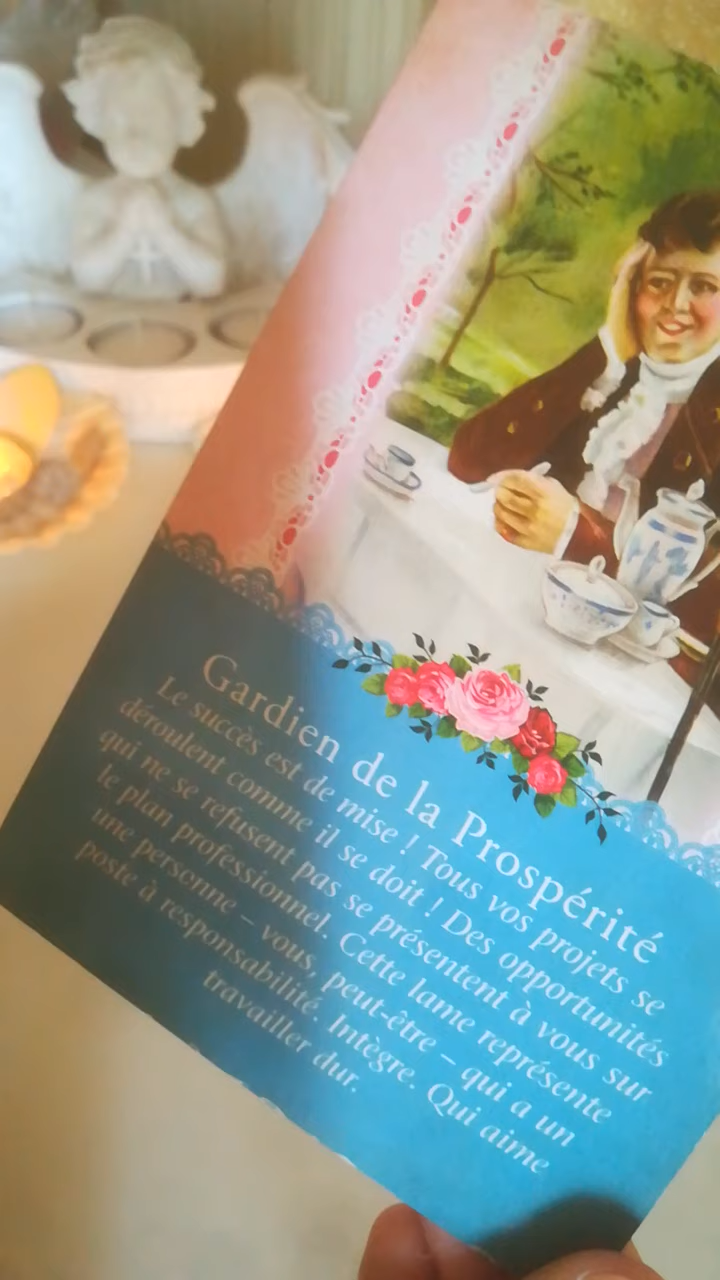 Gardien de la Prospérité
Le succès est de mise ! Tous vos projets se
déroulent comme il se doit ! Des opportunités
qui ne se refusent pas se présentent à vous sur
le plan professionnel. Cette lame représente
une personne – vous, peut-être – qui a un
poste à responsabilité. Intègre. Qui aime
travailler dur.